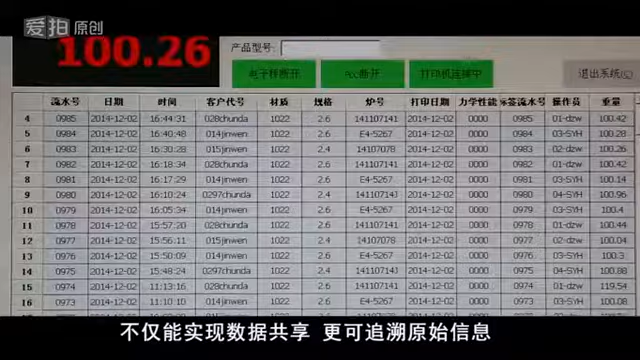 爱拍 原创
100.26
产品型号:
电子秤断开 PLC断开 打印机连接中 退出系统(C)
流水号 日期 时间 客户代号 材质 规格 炉号 打印日期 力学性能 标签流水号 操作员 重量
4 0985 2014-12-02 16:44:31 028chunda 1022 2.6 141107141 2014-12-02 0000 0985 01-dzw 100.42
5 0984 2014-12-02 16:40:48 014jinwen 1022 2.6 E4-5267 2014-12-02 0000 0984 03-SYH 100.28
6 0983 2014-12-02 16:30:28 015jinwen 1022 2.4 14107078 2014-12-02 0000 0983 02-dzw 100.26
7 0982 2014-12-02 16:18:34 028chunda 1022 2.6 141107141 2014-12-02 0000 0982 01-dzw 100.42
8 0981 2014-12-02 16:17:29 014jinwen 1022 2.6 E4-5267 2014-12-02 0000 0981 03-SYH 100.14
9 0980 2014-12-02 16:10:24 0297chunda 1022 2.4 14110714J 2014-12-02 0000 0980 04-SYH 100.96
10 0979 2014-12-02 16:05:34 014jinwen 1022 2.6 E4-5267 2014-12-02 0000 0979 03-SYH 100.4
11 0978 2014-12-02 15:57:20 028chunda 1022 2.6 141107141 2014-12-02 0000 0978 01-dzw 100.44
12 0977 2014-12-02 15:56:11 015jinwen 1022 2.4 14107078 2014-12-02 0000 0977 02-dzw 100.04
13 0976 2014-12-02 15:50:09 014jinwen 1022 2.6 E4-5267 2014-12-02 0000 0976 03-SYH 100.3
14 0975 2014-12-02 15:48:24 0297chunda 1022 2.4 14110714J 2014-12-02 0000 0975 04-SYH 100.88
15 0974 2014-12-02 11:13:16 028chunda 1022 2.6 141107141 2014-12-02 0000 0974 01-dzw 119.54
16 0973 2014-12-02 11:10:10 014jinwen 1022 2.6 E4-5267 2014-12-02 0000 0973 03-SYH 100.08
不仅能实现数据共享 更可追溯原始信息